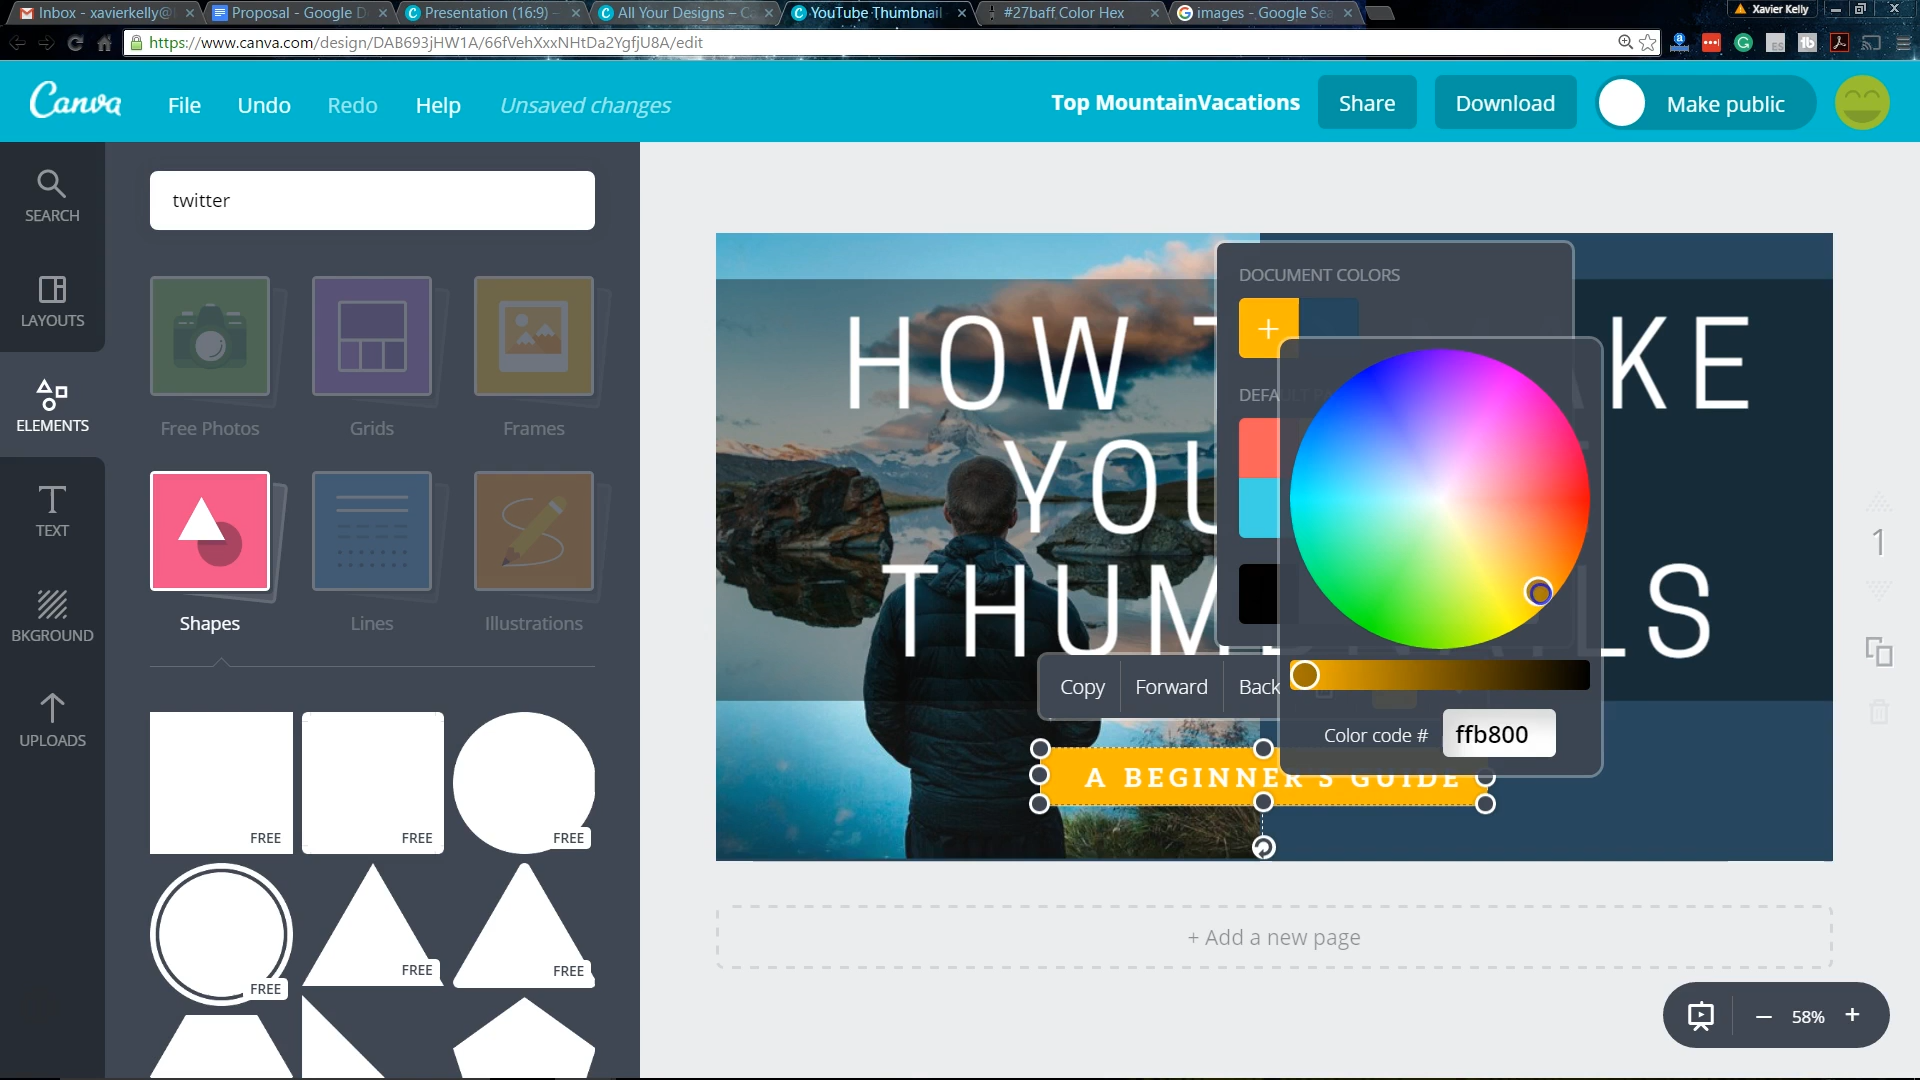 Inbox - xavierkelly@
Proposal - Google D
Presentation (16:9) -
All Your Designs – C
YouTube Thumbnail
#27baff Color Hex
images - Google Sea
Xavier Kelly
https://www.canva.com/design/DAB693jHW1A/66fVehXxxNHtDa2YgfjU8A/edit
Canva
File
Undo
Redo
Help
Unsaved changes
Top MountainVacations
Share
Download
Make public
SEARCH
LAYOUTS
ELEMENTS
TEXT
BKGROUND
UPLOADS
twitter
Free Photos
Grids
Frames
Shapes
Lines
Illustrations
FREE
FREE
FREE
FREE
FREE
FREE
DOCUMENT COLORS
HOW T AKE
YOU
THUMBNAILS
Copy
Forward
Back
Color code #
ffb800
A BEGINNER'S GUIDE
1
+ Add a new page
58%